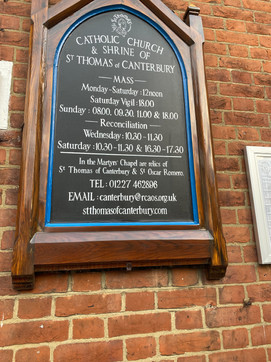 CATHOLIC CHURCH
& SHRINE OF
ST THOMAS of CANTERBURY
MASS
Monday-Saturday : 12noon
Saturday Vigil : 18.00
Sunday : 08.00, 09.30, 11.00 & 18.00
Reconciliation
Wednesday : 10.30-11.30
Saturday : 10.30-11.30 & 16.30-17.30
In the Martyrs' Chapel are relics of
St Thomas of Canterbury & St Oscar Romero.
TEL : 01227 462896
EMAIL : canterbury@rcaos.org.uk
stthomasofcanterbury.com